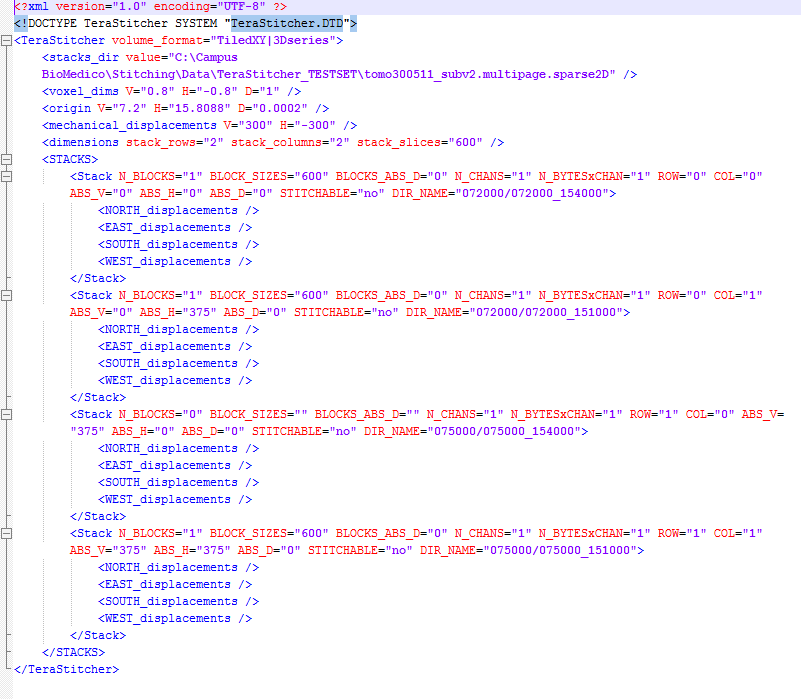 <?xml version="1.0" encoding="UTF-8" ?>
<!DOCTYPE TeraStitcher SYSTEM "TeraStitcher.DTD">
<TeraStitcher volume_format="TiledXY|3Dseries">
<stacks_dir value="C:\Campus
BioMedico\Stitching\Data\TeraStitcher_TESTSET\tomo300511_subv2.multipage.sparse2D" />
<voxel_dims V="0.8" H="-0.8" D="1" />
<origin V="7.2" H="15.8088" D="0.0002" />
<mechanical_displacements V="300" H="-300" />
<dimensions stack_rows="2" stack_columns="2" stack_slices="600" />
<STACKS>
<Stack N_BLOCKS="1" BLOCK_SIZES="600" BLOCKS_ABS_D="0" N_CHANS="1" N_BYTESxCHAN="1" ROW="0" COL="0"
ABS_V="0" ABS_H="0" ABS_D="0" STITCHABLE="no" DIR_NAME="072000/072000_154000">
<NORTH_displacements />
<EAST_displacements />
<SOUTH_displacements />
<WEST_displacements />
</Stack>
<Stack N_BLOCKS="1" BLOCK_SIZES="600" BLOCKS_ABS_D="0" N_CHANS="1" N_BYTESxCHAN="1" ROW="0" COL="1"
ABS_V="0" ABS_H="375" ABS_D="0" STITCHABLE="no" DIR_NAME="072000/072000_151000">
<NORTH_displacements />
<EAST_displacements />
<SOUTH_displacements />
<WEST_displacements />
</Stack>
<Stack N_BLOCKS="0" BLOCK_SIZES="" BLOCKS_ABS_D="" N_CHANS="1" N_BYTESxCHAN="1" ROW="1" COL="0" ABS_V=
"375" ABS_H="0" ABS_D="0" STITCHABLE="no" DIR_NAME="075000/075000_154000">
<NORTH_displacements />
<EAST_displacements />
<SOUTH_displacements />
<WEST_displacements />
</Stack>
<Stack N_BLOCKS="1" BLOCK_SIZES="600" BLOCKS_ABS_D="0" N_CHANS="1" N_BYTESxCHAN="1" ROW="1" COL="1"
ABS_V="375" ABS_H="375" ABS_D="0" STITCHABLE="no" DIR_NAME="075000/075000_151000">
<NORTH_displacements />
<EAST_displacements />
<SOUTH_displacements />
<WEST_displacements />
</Stack>
</STACKS>
</TeraStitcher>